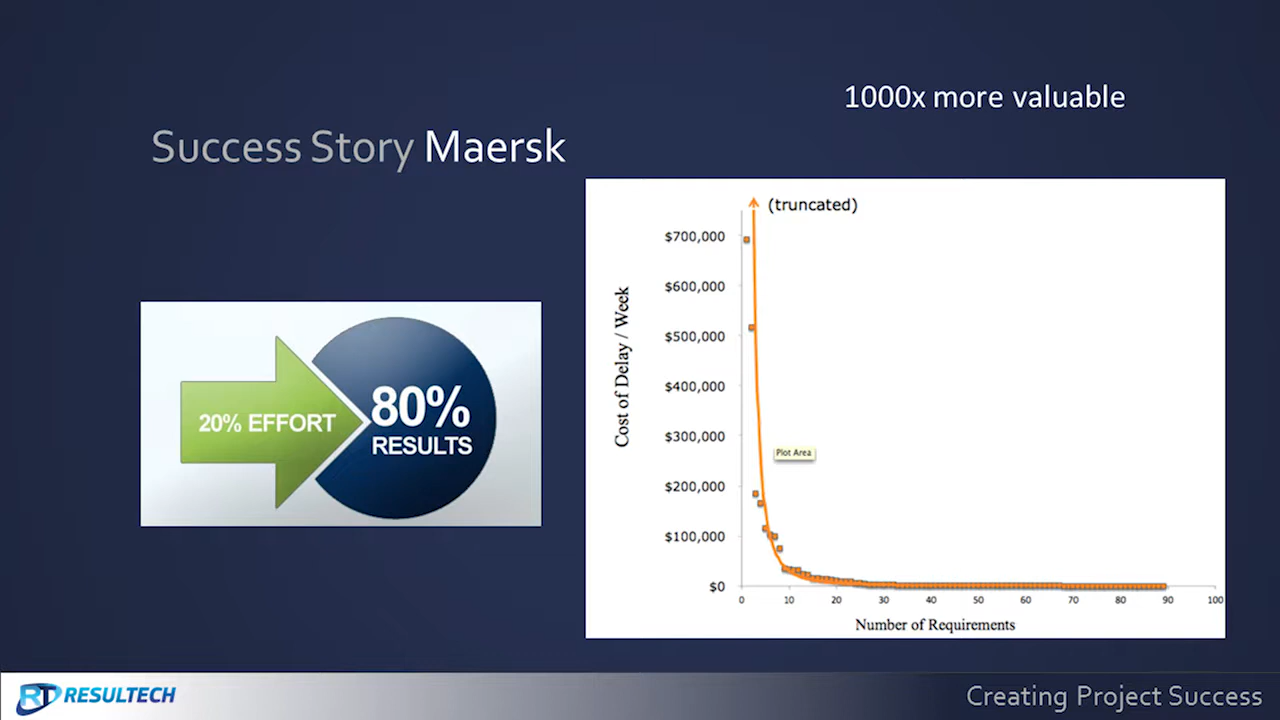 1000x more valuable
Success Story Maersk
20% EFFORT
80%
RESULTS
(truncated)
Cost of Delay / Week
$700,000
$600,000
$500,000
$400,000
$300,000
$200,000
$100,000
$0
Plot Area
0 10 20 30 40 50 60 70 80 90 100
Number of Requirements
RT RESULTECH
Creating Project Success